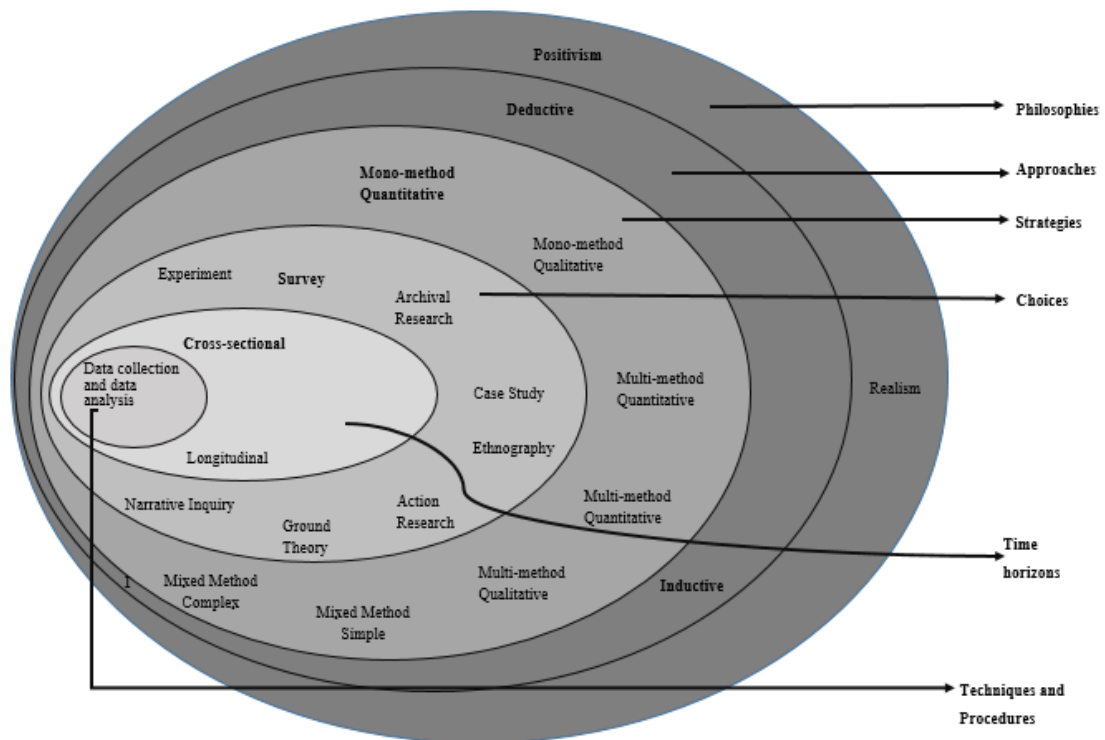 Positivism
Philosophies
Deductive
Approaches
Mono-method
Quantitative
Strategies
Mono-method
Qualitative
Experiment
Survey
Archival
Research
Choices
Cross-sectional
Data collection
and data
analysis
Case Study
Multi-method
Quantitative
Realism
Ethnography
Longitudinal
Narrative Inquiry
Action
Research
Multi-method
Quantitative
Ground
Theory
Time
horizons
I
Mixed Method
Complex
Multi-method
Qualitative
Inductive
Mixed Method
Simple
Techniques and
Procedures